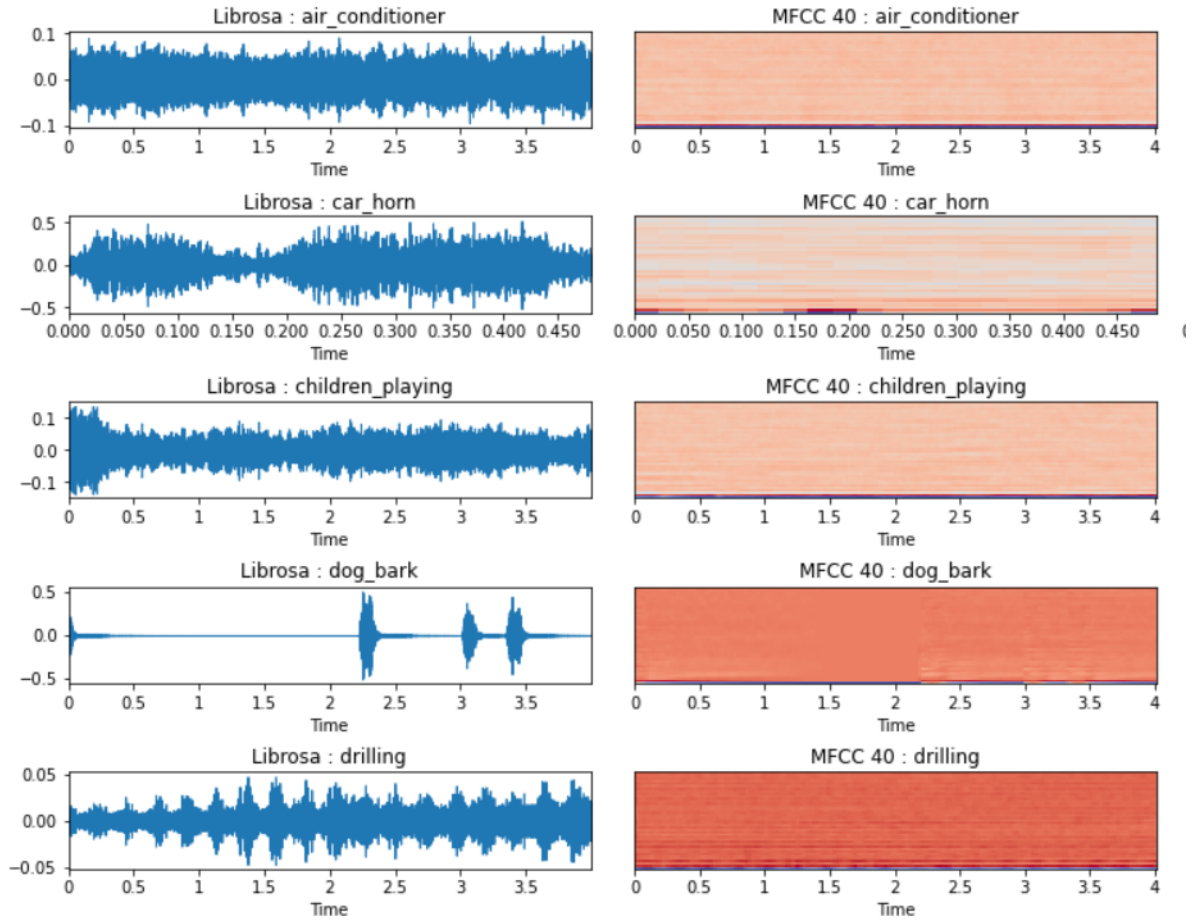 Librosa : air_conditioner
MFCC 40 : air_conditioner
0.1
0.0
−0.1
0 0.5 1 1.5 2 2.5 3 3.5
0 0.5 1 1.5 2 2.5 3 3.5 4
Time
Time
Librosa : car_horn
MFCC 40 : car_horn
0.5
0.0
−0.5
0.000 0.050 0.100 0.150 0.200 0.250 0.300 0.350 0.400 0.450
0.000 0.050 0.100 0.150 0.200 0.250 0.300 0.350 0.400 0.450
Time
Time
Librosa : children_playing
MFCC 40 : children_playing
0.1
0.0
−0.1
0 0.5 1 1.5 2 2.5 3 3.5
0 0.5 1 1.5 2 2.5 3 3.5 4
Time
Time
Librosa : dog_bark
MFCC 40 : dog_bark
0.5
0.0
−0.5
0 0.5 1 1.5 2 2.5 3 3.5
0 0.5 1 1.5 2 2.5 3 3.5 4
Time
Time
Librosa : drilling
MFCC 40 : drilling
0.05
0.00
−0.05
0 0.5 1 1.5 2 2.5 3 3.5
0 0.5 1 1.5 2 2.5 3 3.5 4
Time
Time